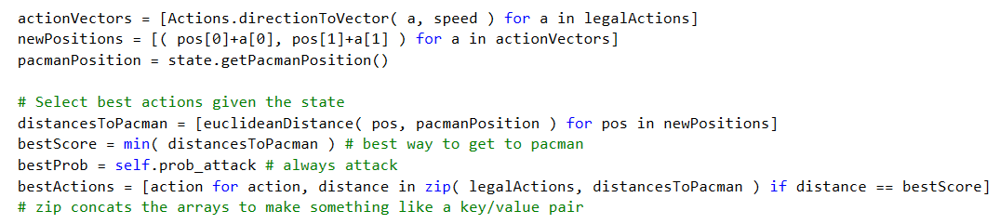 actionVectors = [Actions.directionToVector( a, speed ) for a in legalActions]
newPositions = [( pos[0]+a[0], pos[1]+a[1] ) for a in actionVectors]
pacmanPosition = state.getPacmanPosition()
# Select best actions given the state
distancesToPacman = [euclideanDistance( pos, pacmanPosition ) for pos in newPositions]
bestScore = min( distancesToPacman ) # best way to get to pacman
bestProb = self.prob_attack # always attack
bestActions = [action for action, distance in zip( legalActions, distancesToPacman ) if distance == bestScore]
# zip concats the arrays to make something like a key/value pair